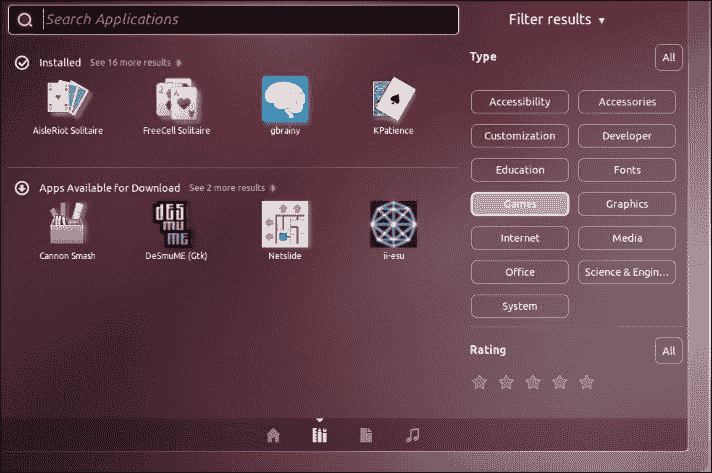 Search Applications
Filter results ▼
Installed See 16 more results
AisleRiot Solitaire
FreeCell Solitaire
gbrainy
KPatience
Apps Available for Download See 2 more results
Cannon Smash
DeSmuME (Gtk)
Netslide
ii-esu
Type
All
Accessibility
Accessories
Customization
Developer
Education
Fonts
Games
Graphics
Internet
Media
Office
Science & Engin...
System
Rating
All